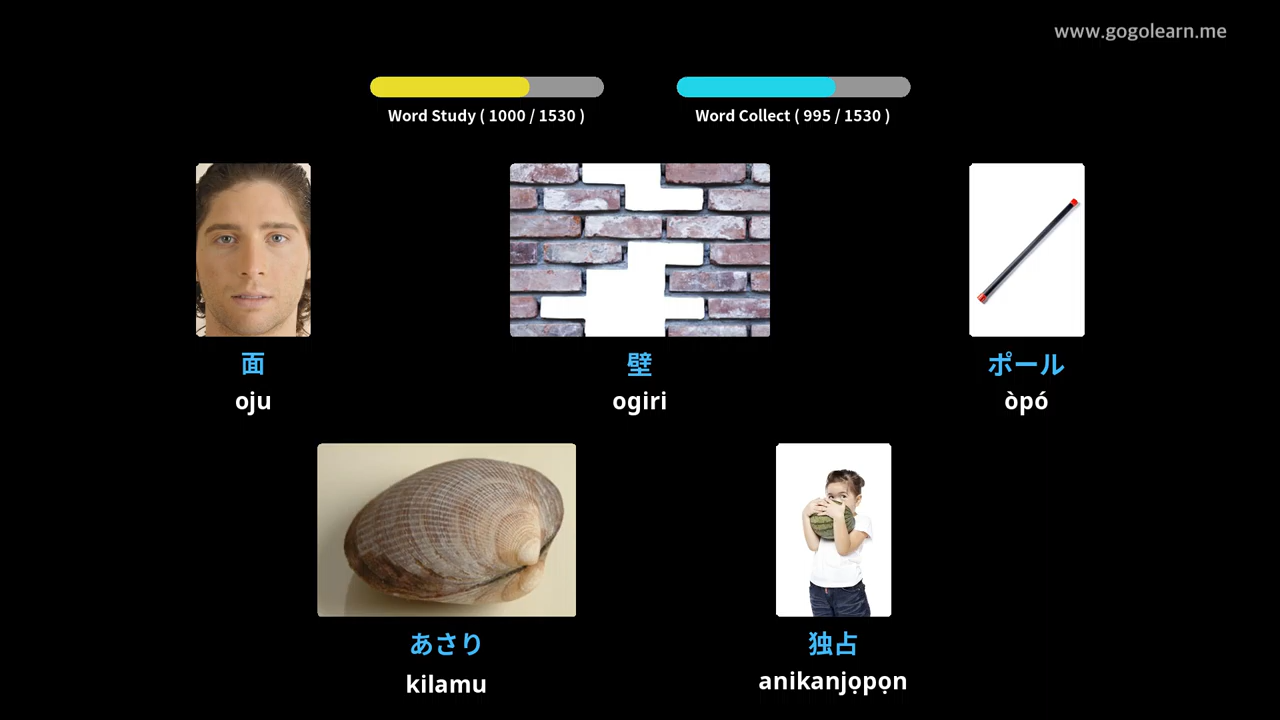 www.gogolearn.me
Word Study ( 1000 / 1530 )
Word Collect ( 995 / 1530 )
面
壁
ポール
oju
ogiri
òpó
あさり
独占
kilamu
anikanjọpọn